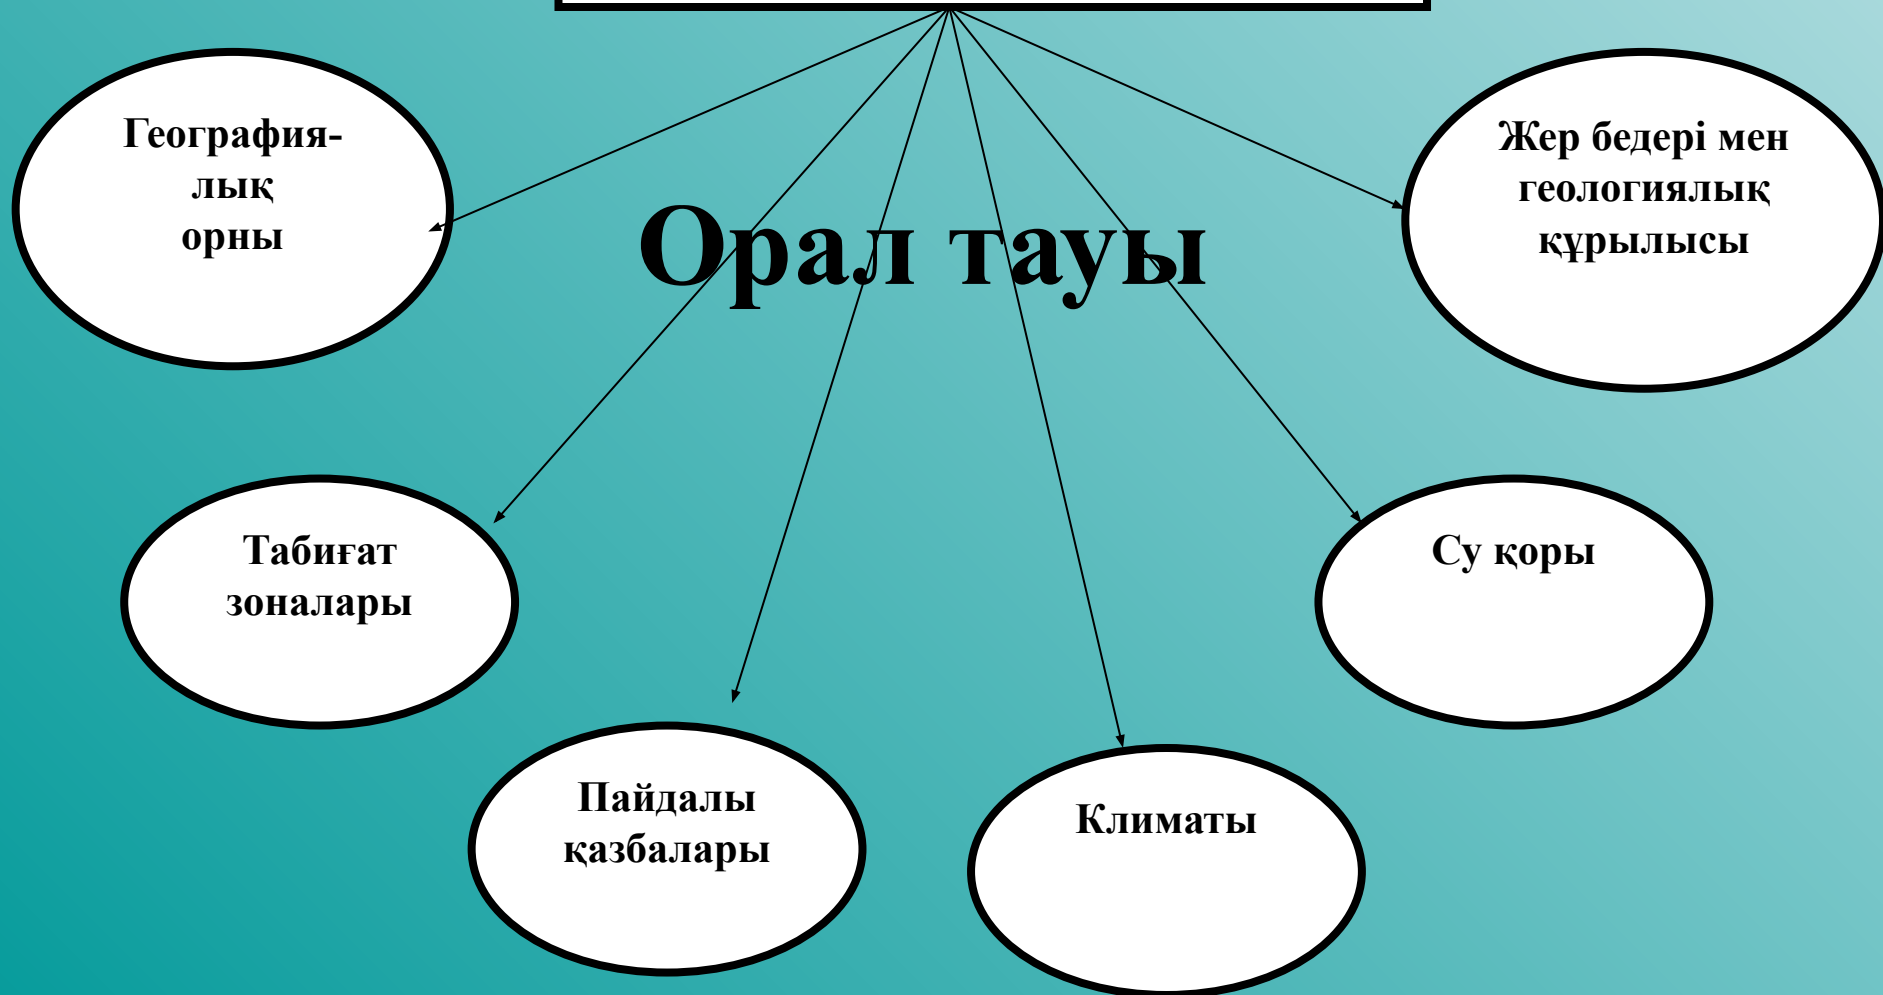 География-
лық
орны
Орал тауы
Жер бедері мен
геологиялық
құрылысы
Табиғат
зоналары
Су қоры
Пайдалы
қазбалары
Климаты